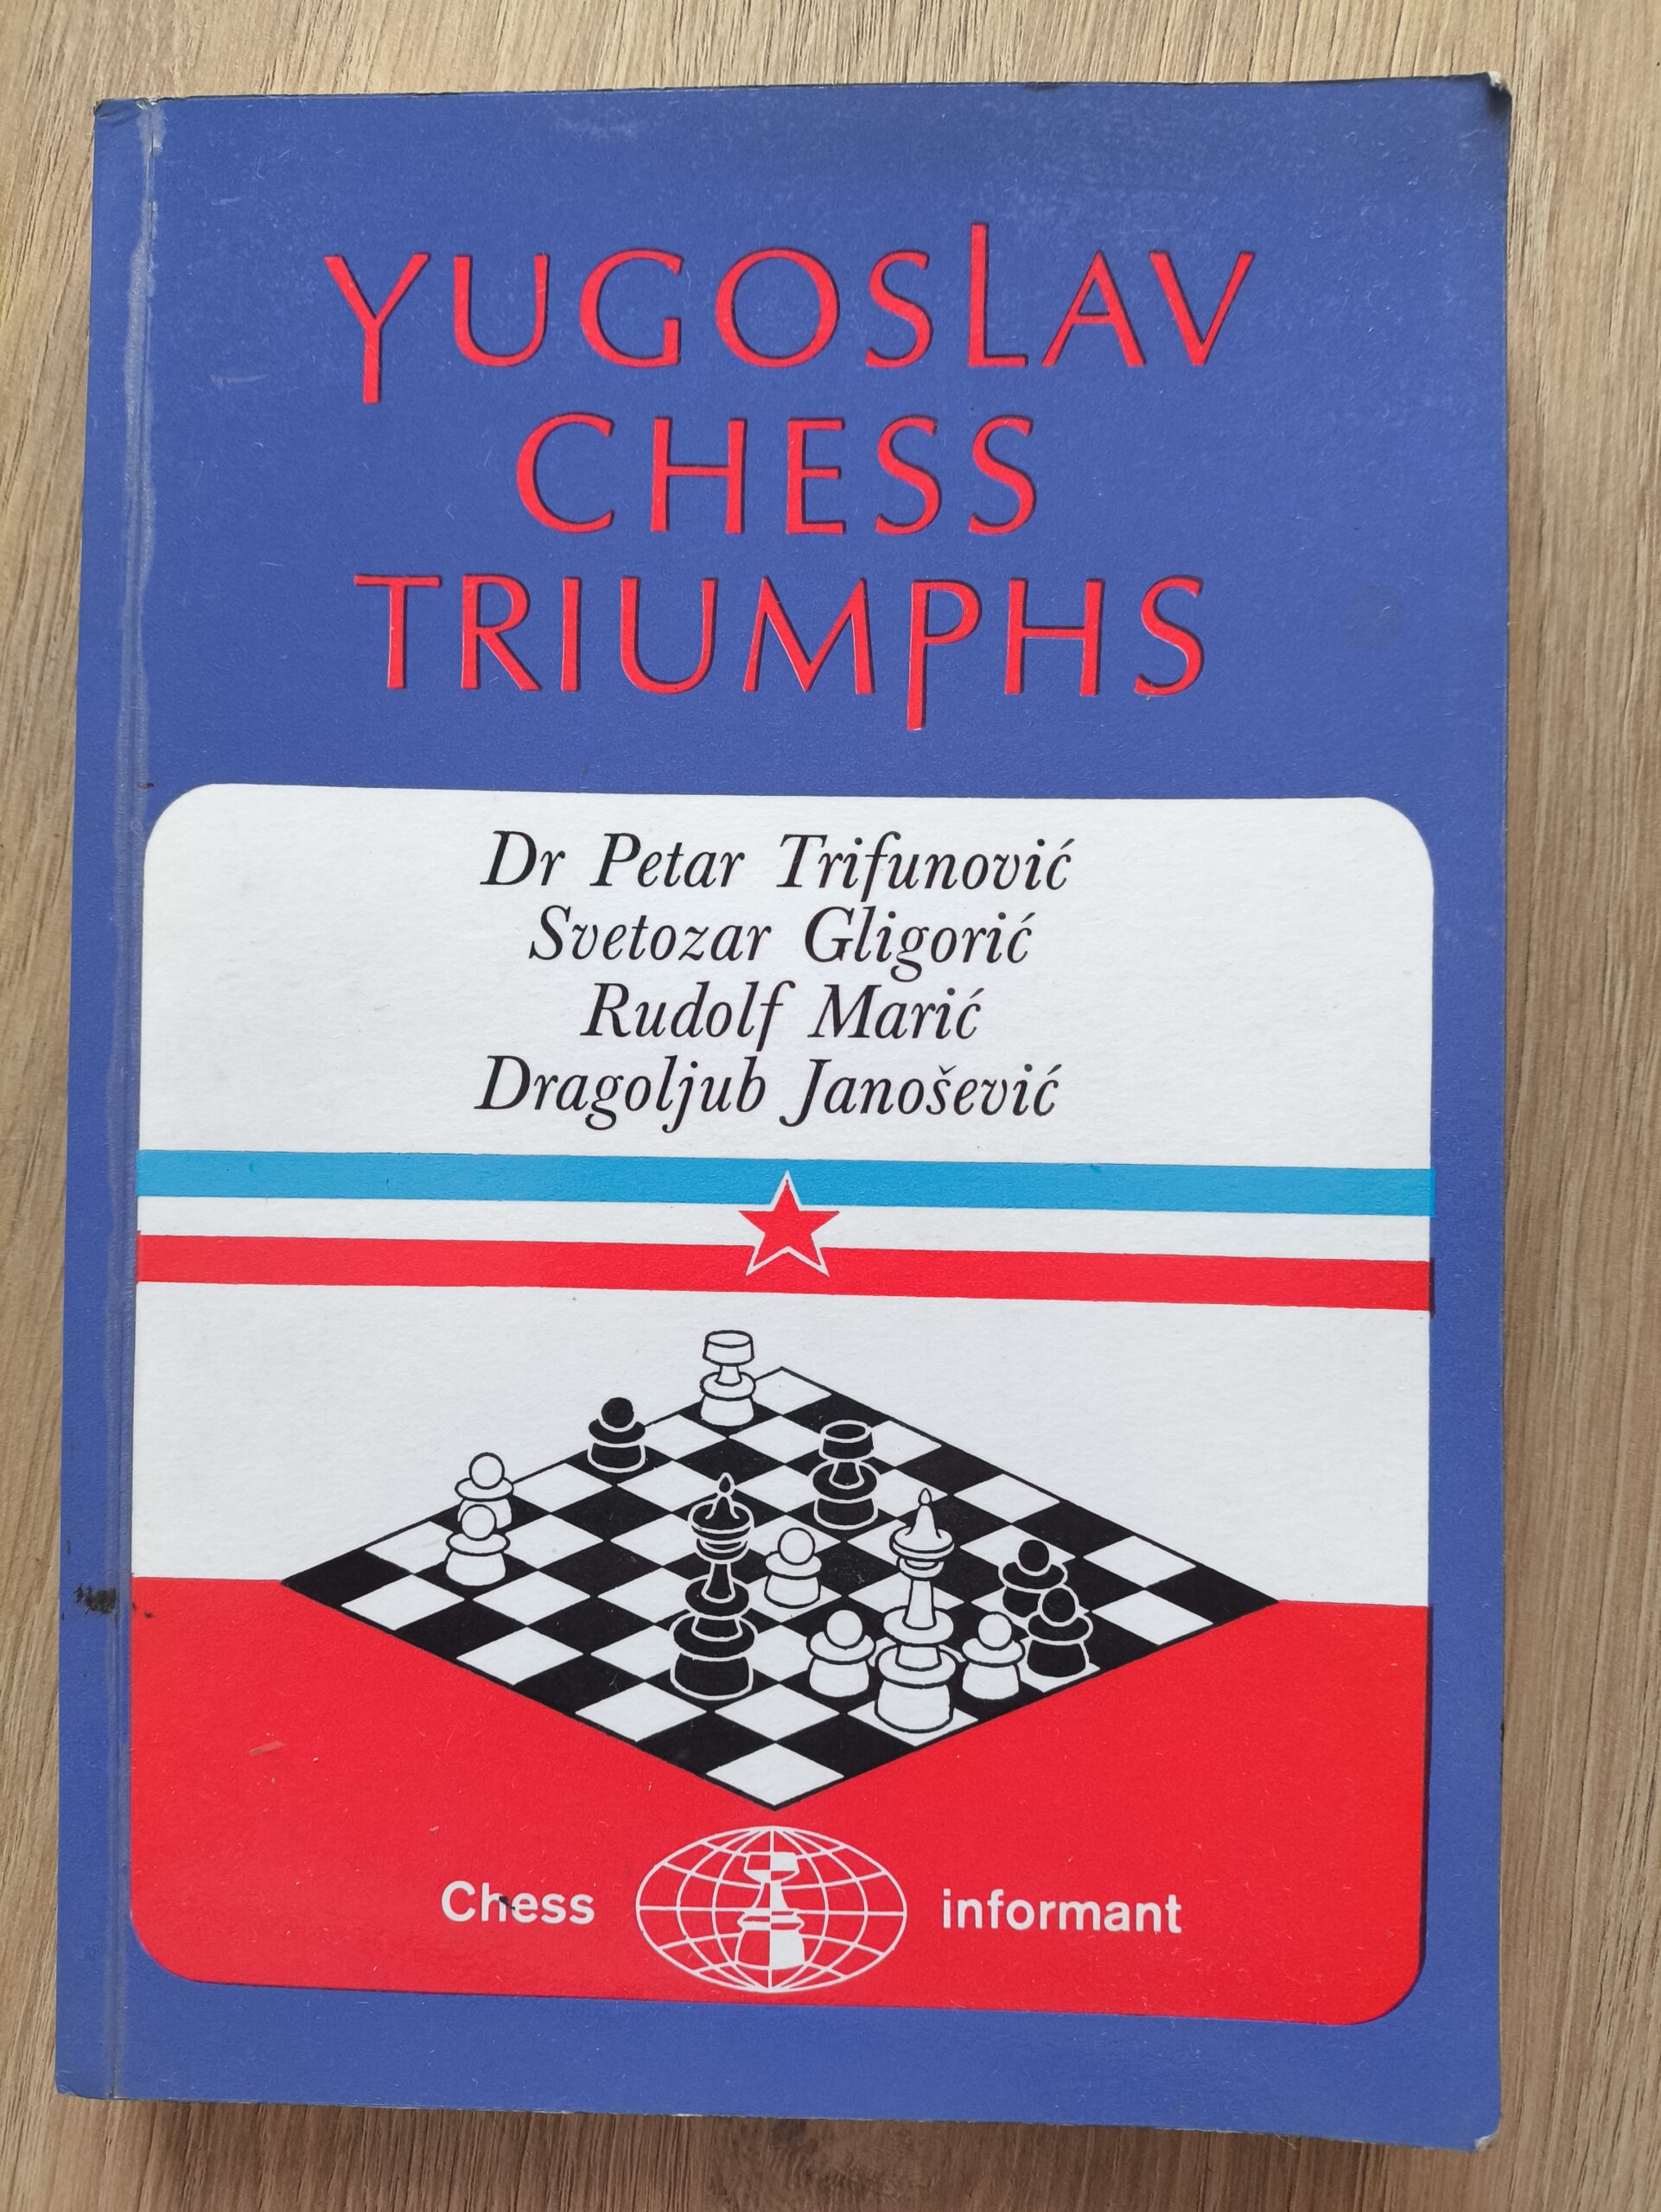 YUGOSLAV
CHESS
TRIUMPHS
Dr Petar Trifunović
Svetozar Gligorić
Rudolf Marić
Dragoljub Janošević
Chess informant